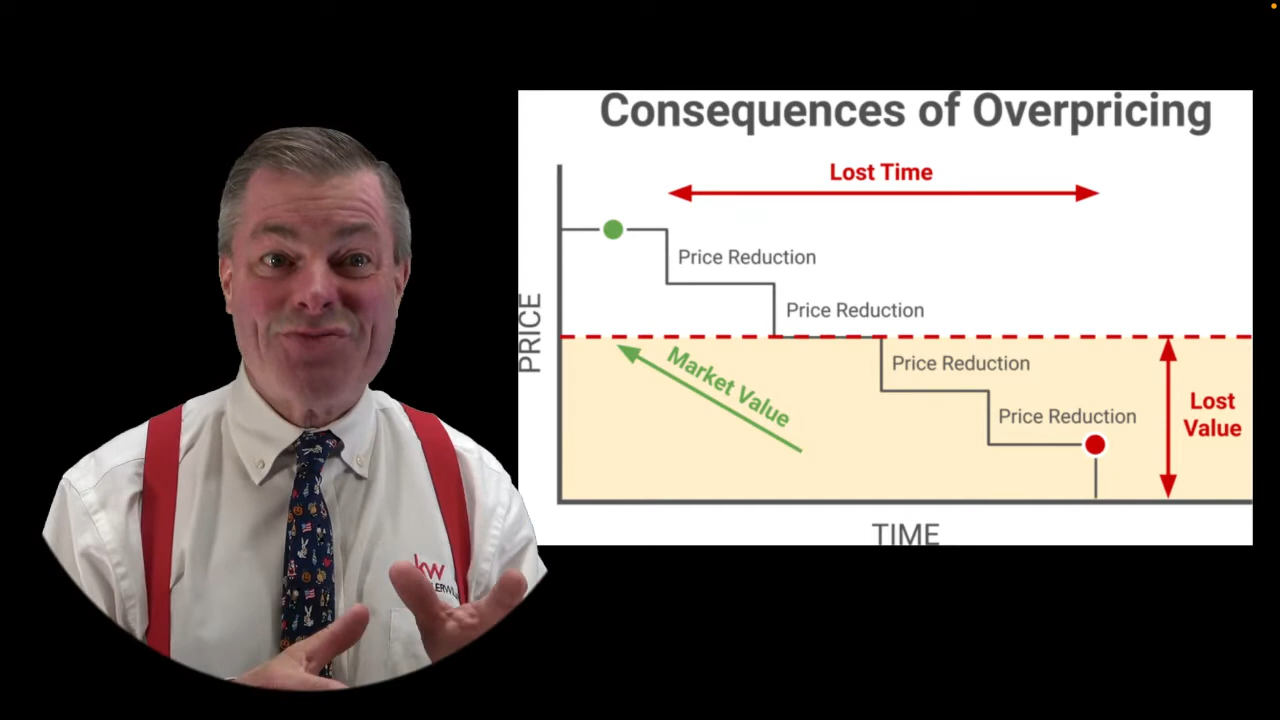 Consequences of Overpricing
Lost Time
Price Reduction
Price Reduction
PRICE
Market Value
Price Reduction
Lost
Value
Price Reduction
TIME
kw